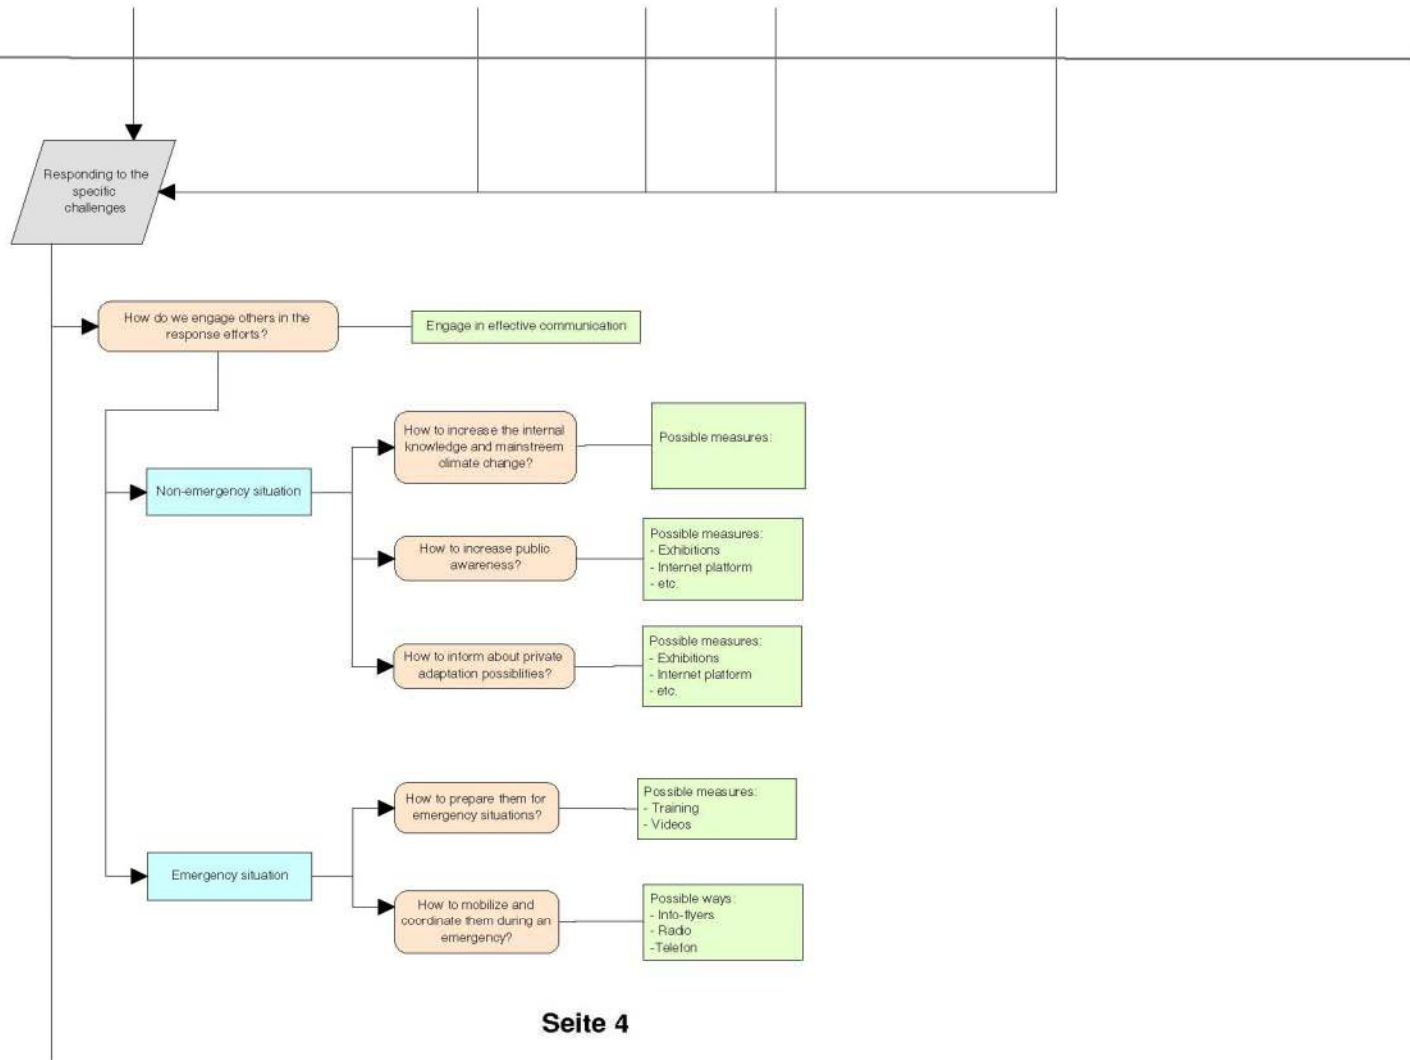 Responding to the
specific
challenges
How do we engage others in the
response efforts?
Engage in effective communication
How to increase the internal
knowledge and mainstreem
climate change?
Possible measures:
Non-emergency situation
How to increase public
awareness?
Possible measures:
- Exhibitions
- Internet platform
- etc.
How to inform about private
adaptation possiblities?
Possible measures:
- Exhibitions
- Internet platform
- etc.
How to prepare them for
emergency situations?
Possible measures:
- Training
- Videos
Emergency situation
How to mobilize and
coordinate them during an
emergency?
Possible ways:
- Info-flyers
- Radio
-Telefon
Seite 4